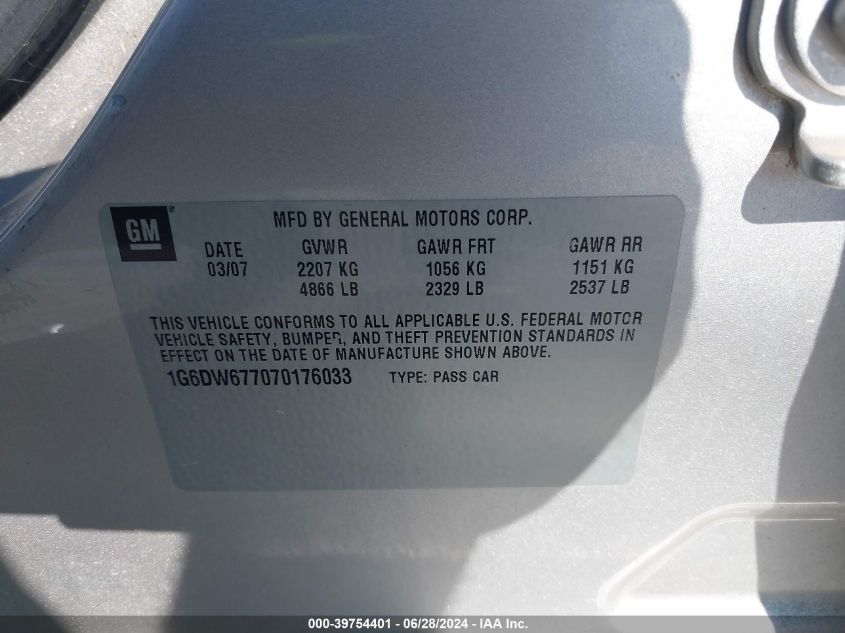 GM®
MFD BY GENERAL MOTORS CORP.
DATE GVWR GAWR FRT GAWR RR
03/07 2207 KG 1056 KG 1151 KG
4866 LB 2329 LB 2537 LB
THIS VEHICLE CONFORMS TO ALL APPLICABLE U.S. FEDERAL MOTOR
VEHICLE SAFETY, BUMPER, AND THEFT PREVENTION STANDARDS IN
EFFECT ON THE DATE OF MANUFACTURE SHOWN ABOVE.
1G6DW677070176033 TYPE: PASS CAR
000-39754401 - 06/28/2024 - IAA Inc.